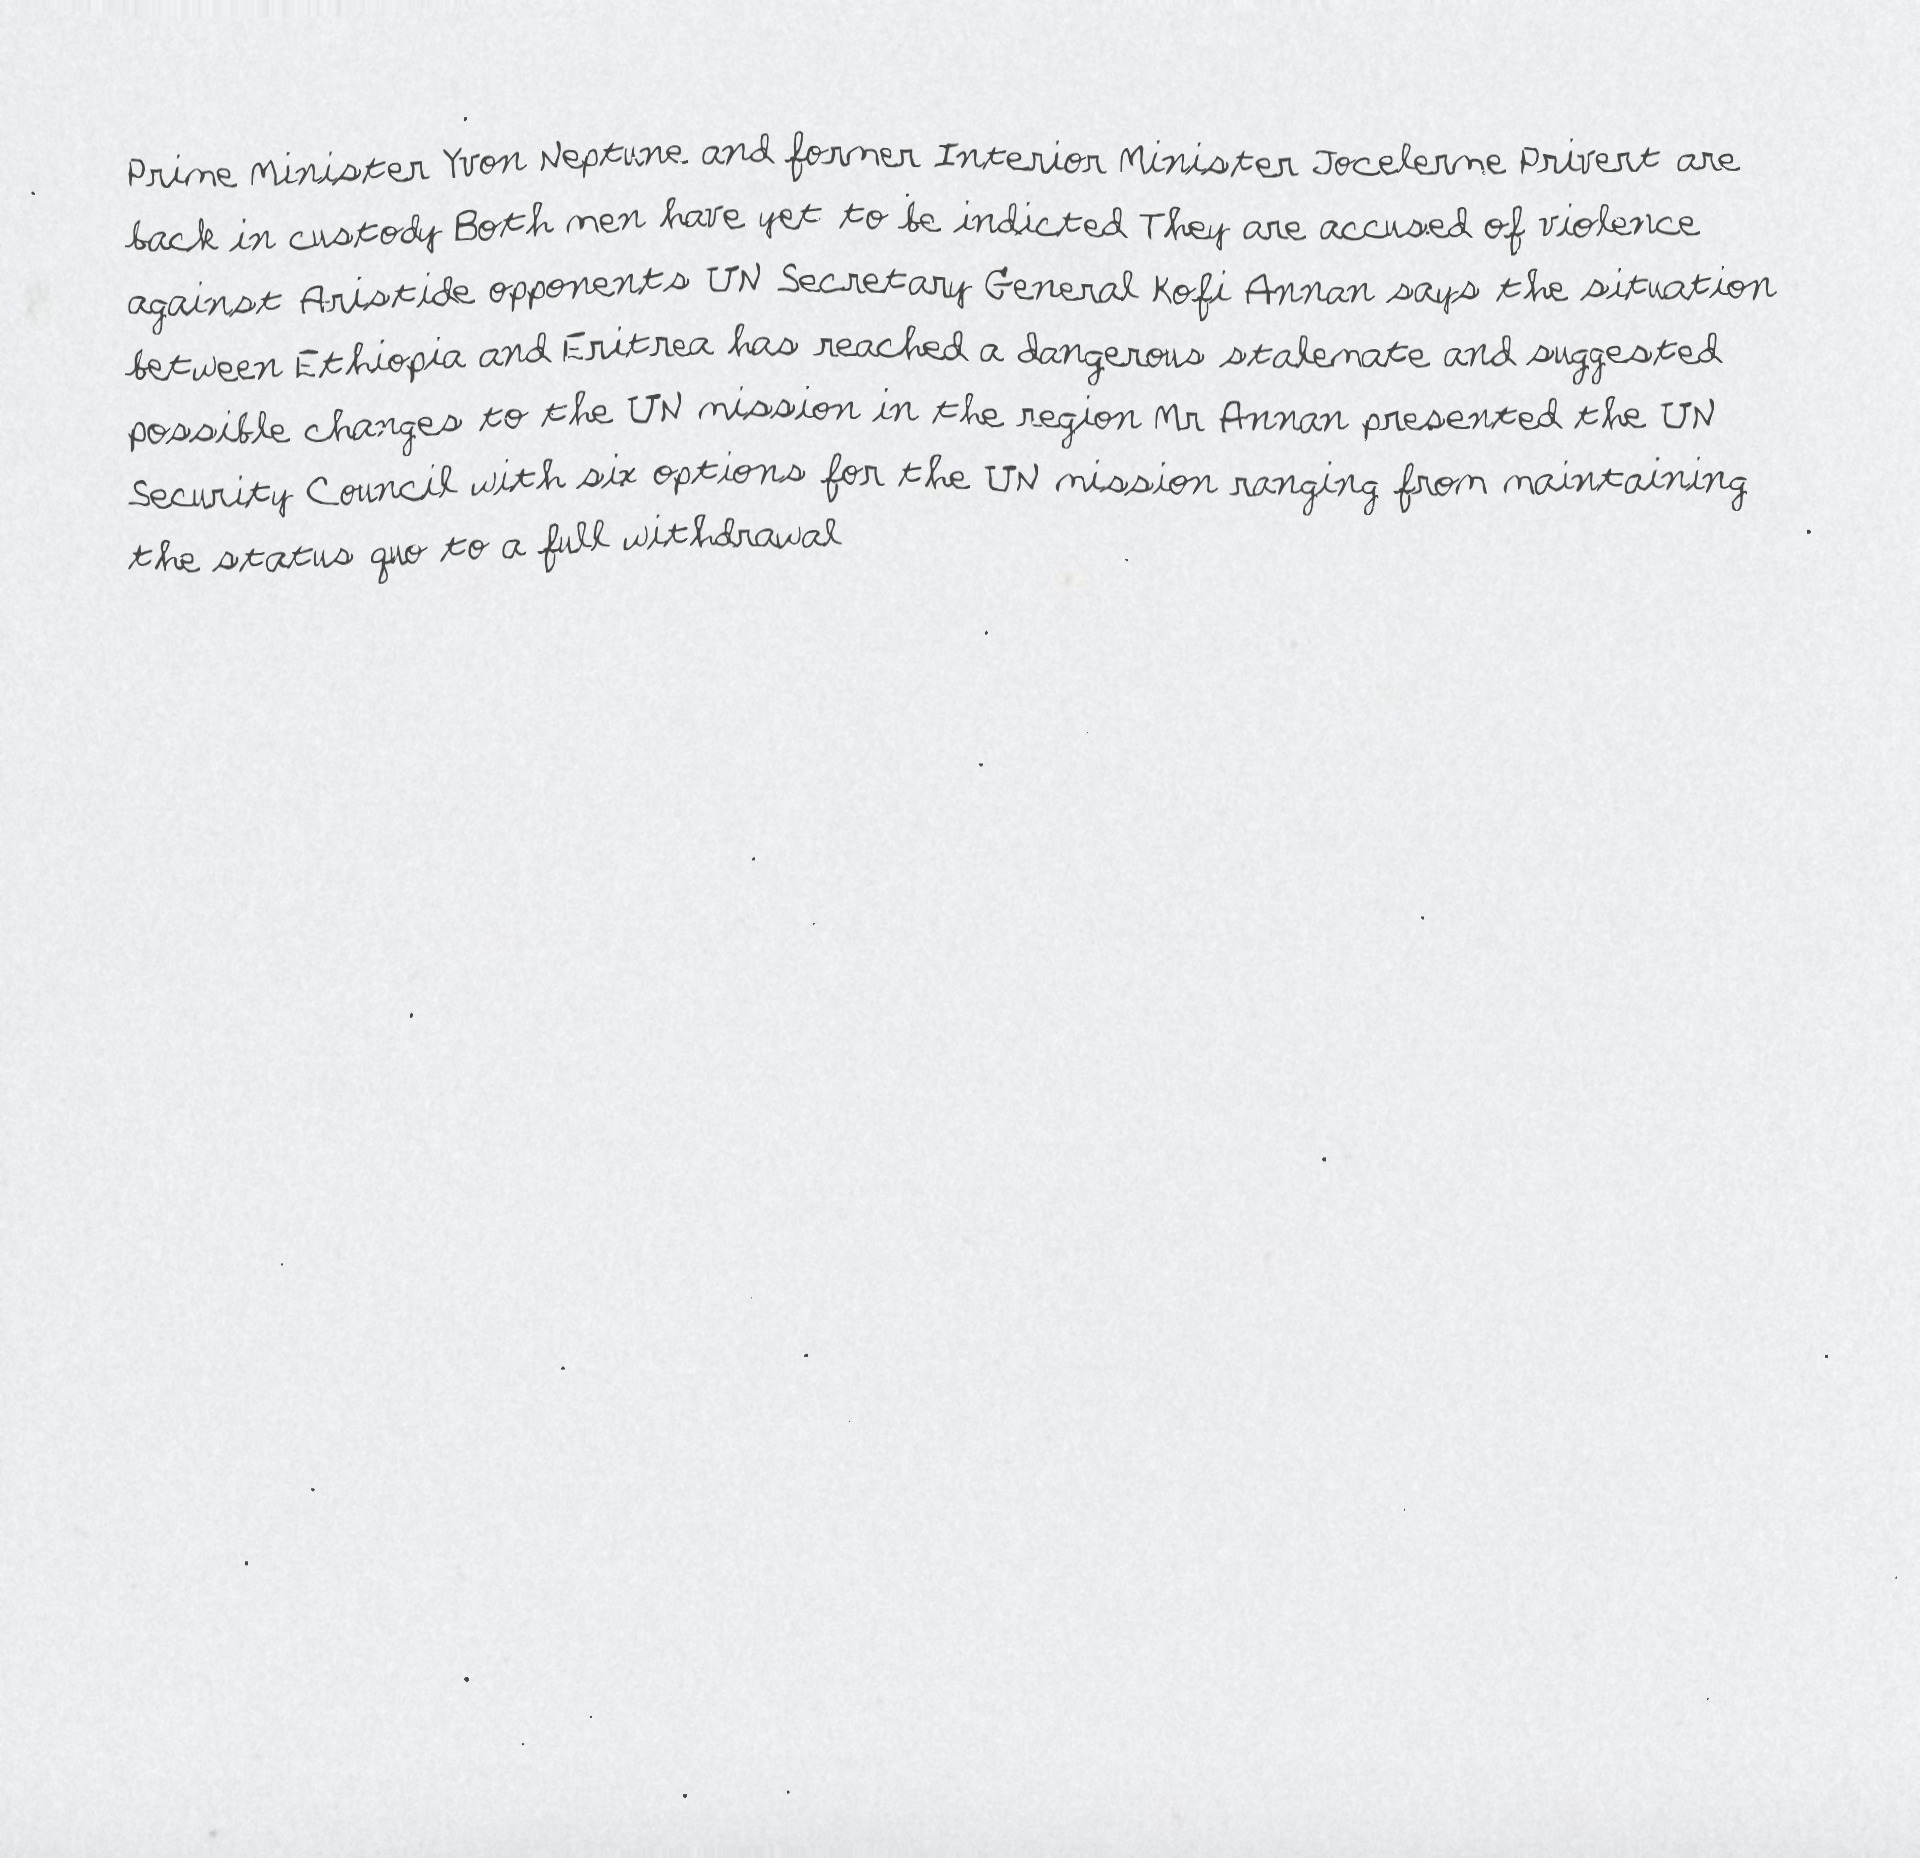 Prime Minister Yvon Neptune and former Interior Minister Jocelerme Privert are
back in custody Both men have yet to be indicted They are accused of violence
against Aristide opponents UN Secretary General Kofi Annan says the situation
between Ethiopia and Eritrea has reached a dangerous stalemate and suggested
possible changes to the UN mission in the region Mr Annan presented the UN
Security Council with six options for the UN mission ranging from maintaining
the status quo to a full withdrawal